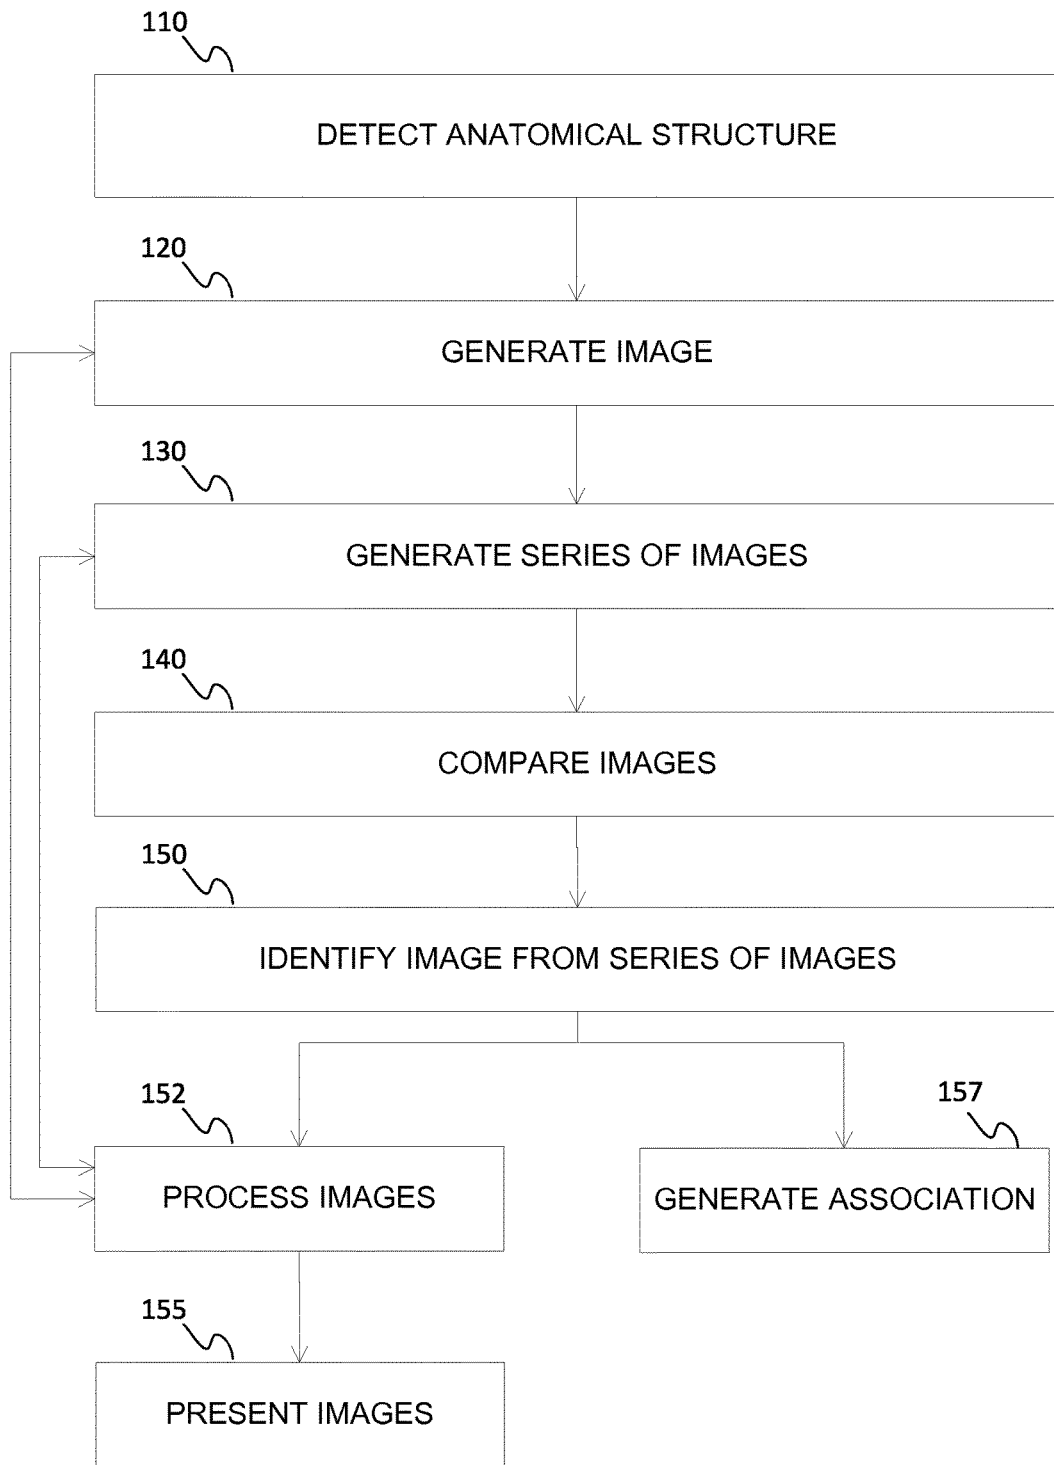 110
DETECT ANATOMICAL STRUCTURE
120
GENERATE IMAGE
130
GENERATE SERIES OF IMAGES
140
COMPARE IMAGES
150
IDENTIFY IMAGE FROM SERIES OF IMAGES
152
157
PROCESS IMAGES
GENERATE ASSOCIATION
155
PRESENT IMAGES